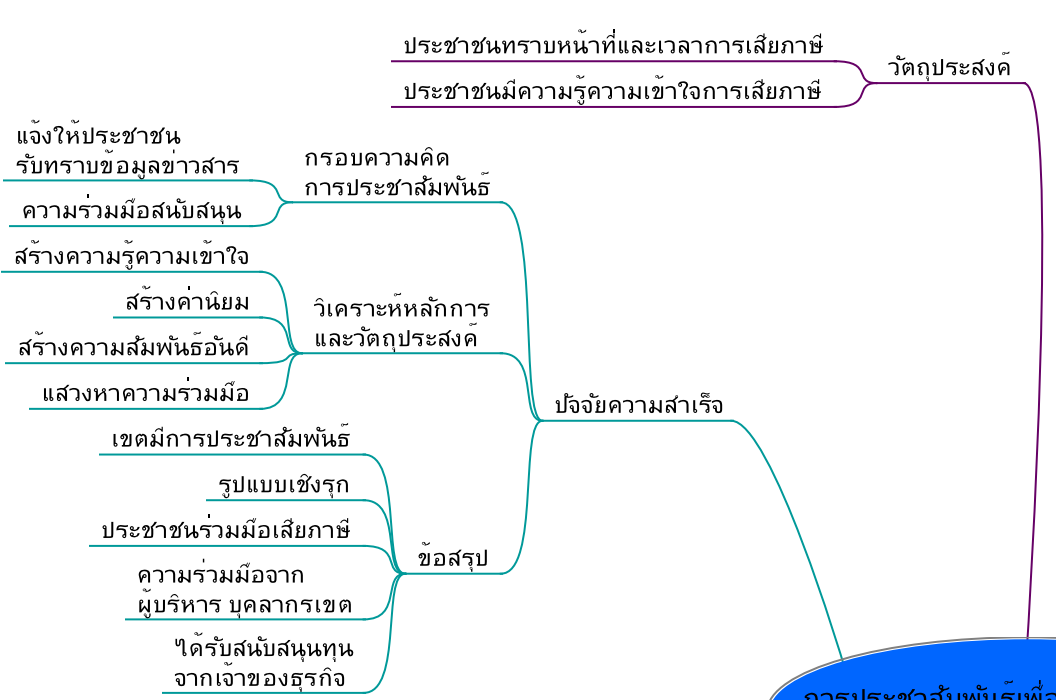 ประชาชนทราบหน้าที่และเวลาการเสียภาษี
วัตถุประสงค์
ประชาชนมีความรู้ความเข้าใจการเสียภาษี
แจ้งให้ประชาชน
รับทราบข้อมูลข่าวสาร
กรอบความคิด
การประชาสัมพันธ์
ความร่วมมือสนับสนุน
สร้างความรู้ความเข้าใจ
สร้างค่านิยม
วิเคราะห์หลักการ
และวัตถุประสงค์
สร้างความสัมพันธ์อันดี
แสวงหาความร่วมมือ
ปัจจัยความสำเร็จ
เขตมีการประชาสัมพันธ์
รูปแบบเชิงรุก
ประชาชนร่วมมือเสียภาษี
ข้อสรุป
ความร่วมมือจาก
ผู้บริหาร บุคลากรเขต
ได้รับสนับสนุนทุน
จากเจ้าของธุรกิจ
การประชาสัมพันธ์เพื่อ